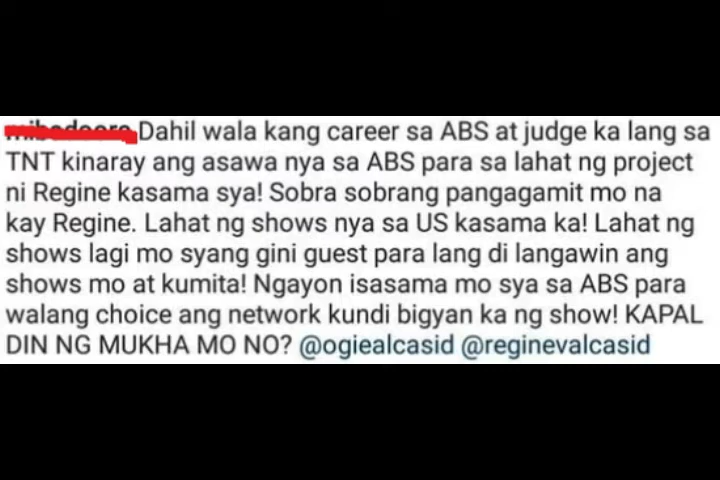 Dahil wala kang career sa ABS at judge ka lang sa
TNT kinaray ang asawa nya sa ABS para sa lahat ng project
ni Regine kasama sya! Sobra sobrang pangagamit mo na
kay Regine. Lahat ng shows nya sa US kasama ka! Lahat ng
shows lagi mo syang gini guest para lang di langawin ang
shows mo at kumita! Ngayon isasama mo sya sa ABS para
walang choice ang network kundi bigyan ka ng show! KAPAL
DIN NG MUKHA MO NO? @ogiealcasid @reginevalcasid